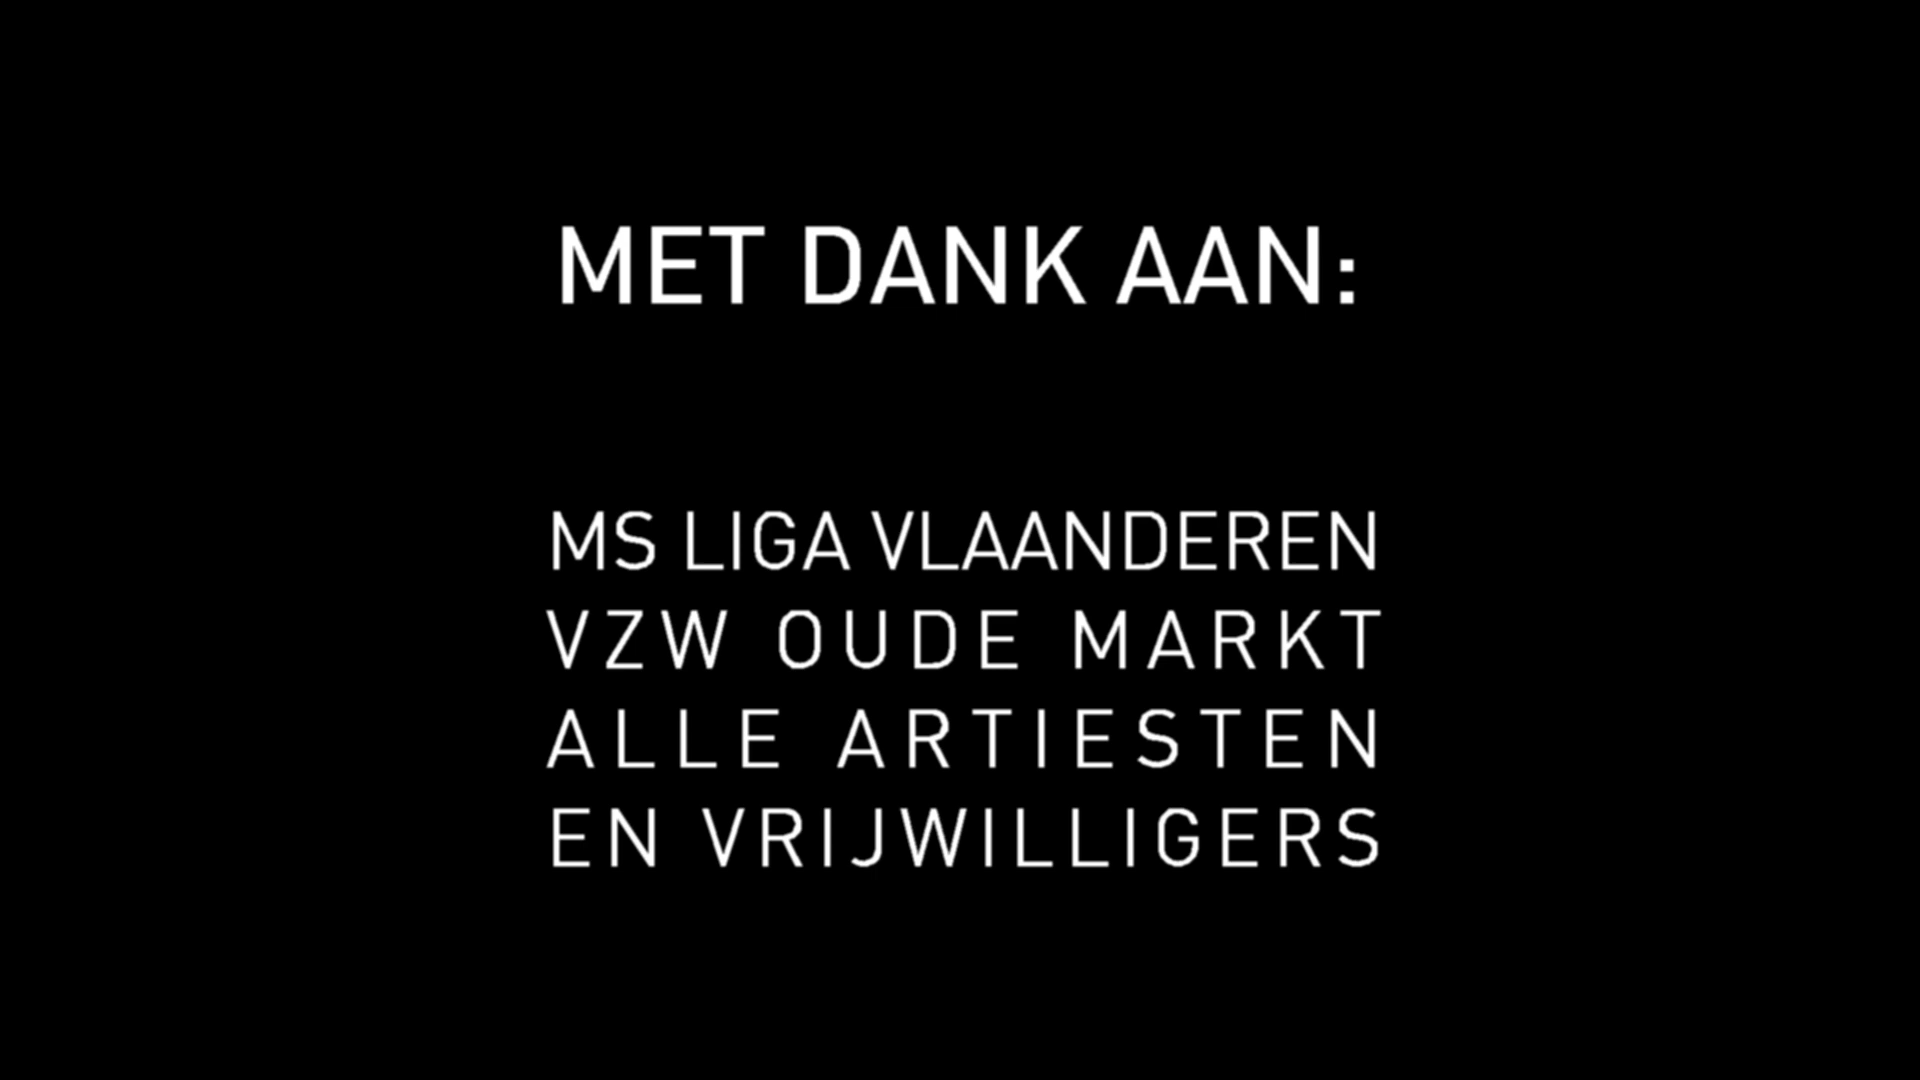 MET DANK AAN:
MS LIGA VLAANDEREN
VZW OUDE MARKT
ALLE ARTIESTEN
EN VRIJWILLIGERS